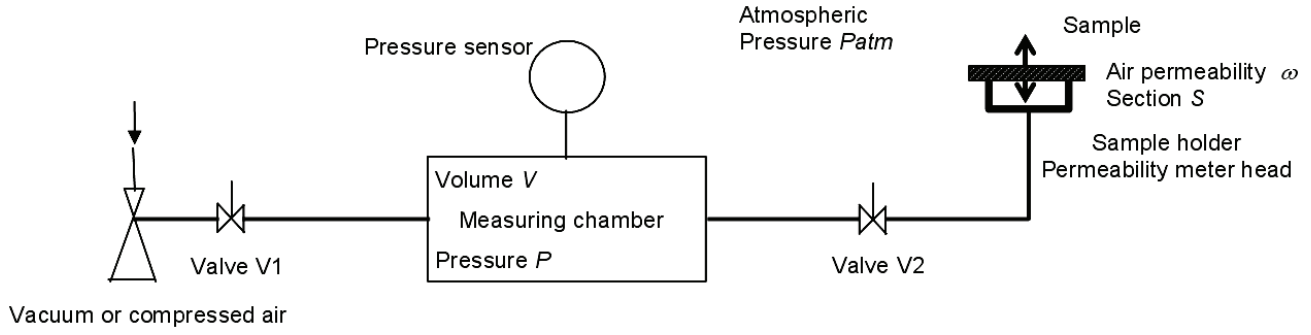 Atmospheric
Pressure Patm
Sample
Pressure sensor
Air permeability ω
Section S
Sample holder
Permeability meter head
Volume V
Measuring chamber
Pressure P
Valve V1
Valve V2
Vacuum or compressed air